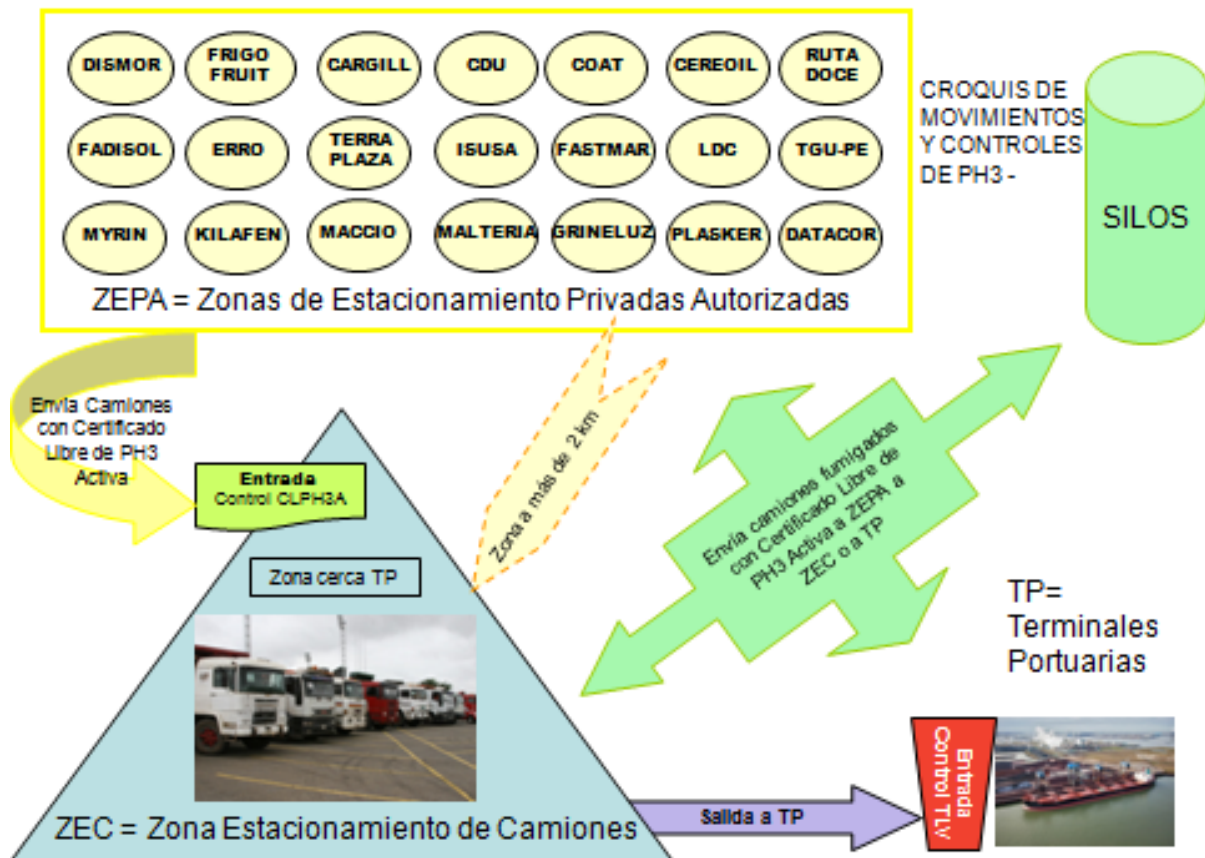 DISMOR
FRIGO
FRUIT
CARGILL
CDU
COAT
CEREOIL
RUTA
DOCE
FADISOL
ERRO
TERRA
PLAZA
ISUSA
FASTMAR
LDC
TGU-PE
MYRIN
KILAFEN
MACCIO
MALTERIA
GRINELUZ
PLASKER
DATACOR
ZEPA = Zonas de Estacionamiento Privadas Autorizadas
CROQUIS DE
MOVIMIENTOS
Y CONTROLES
DE PH3 -
SILOS
Envía Camiones
con Certificado
Libre de PH3
Activa
Entrada
Control CLPH3A
Zona cerca TP
Zona a más de 2 km
Envía camiones fumigados
con Certificado Libre de
PH3 Activa a ZEPA a
ZEC o a TP
TP=
Terminales
Portuarias
Entrada
Control TLV
Salida a TP
ZEC = Zona Estacionamiento de Camiones